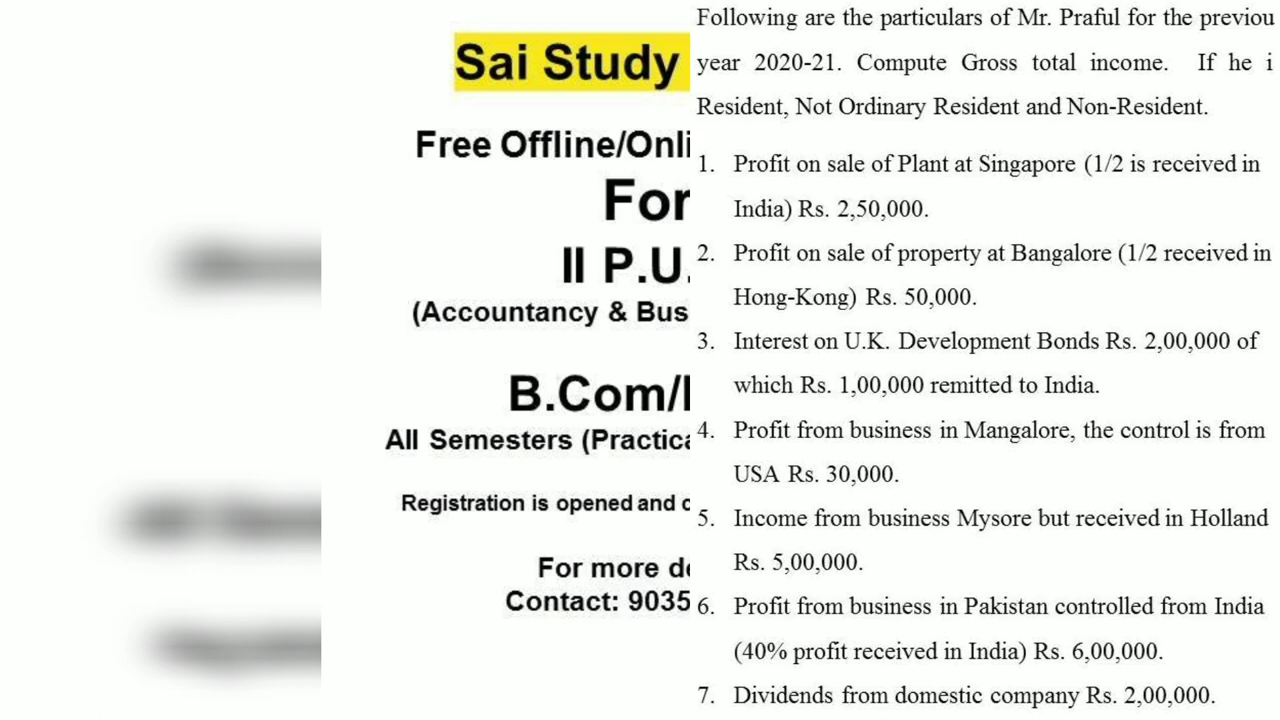 Sai Study
Free Offline/Onli
For
II P.U.
(Accountancy & Bus
B.Com/
All Semesters (Practica
Registration is opened and
For more de
Contact: 9035
Following are the particulars of Mr. Praful for the previou
year 2020-21. Compute Gross total income. If he i
Resident, Not Ordinary Resident and Non-Resident.
1. Profit on sale of Plant at Singapore (1/2 is received in
India) Rs. 2,50,000.
2. Profit on sale of property at Bangalore (1/2 received in
Hong-Kong) Rs. 50,000.
3. Interest on U.K. Development Bonds Rs. 2,00,000 of
which Rs. 1,00,000 remitted to India.
4. Profit from business in Mangalore, the control is from
USA Rs. 30,000.
5. Income from business Mysore but received in Holland
Rs. 5,00,000.
6. Profit from business in Pakistan controlled from India
(40% profit received in India) Rs. 6,00,000.
7. Dividends from domestic company Rs. 2,00,000.